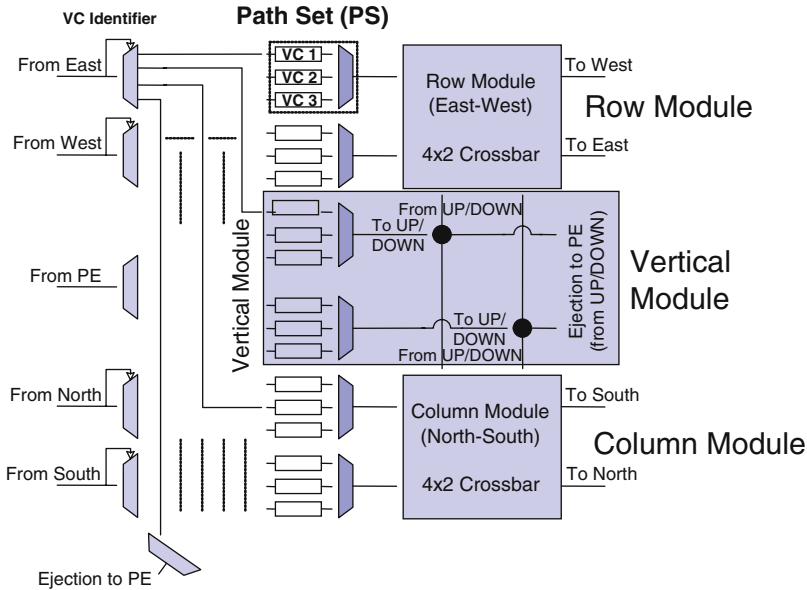 VC Identifier
Path Set (PS)
From East
VC 1
VC 2
VC 3
Row Module
(East-West)
4x2 Crossbar
To West
To East
Row Module
From West
From PE
Vertical Module
From UP/DOWN
To UP/
DOWN
To UP/
DOWN
From UP/DOWN
Ejection to PE
(from UP/DOWN)
Vertical
Module
From North
From South
Column Module
(North-South)
4x2 Crossbar
To South
To North
Column Module
Ejection to PE